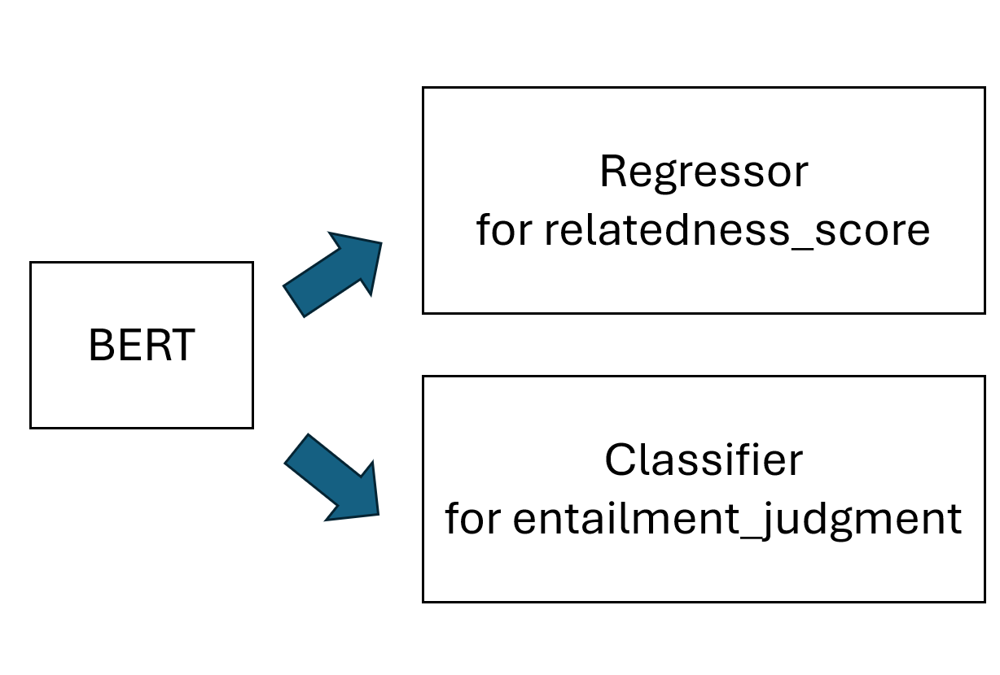 BERT
Regressor
for relatedness_score
Classifier
for entailment_judgment